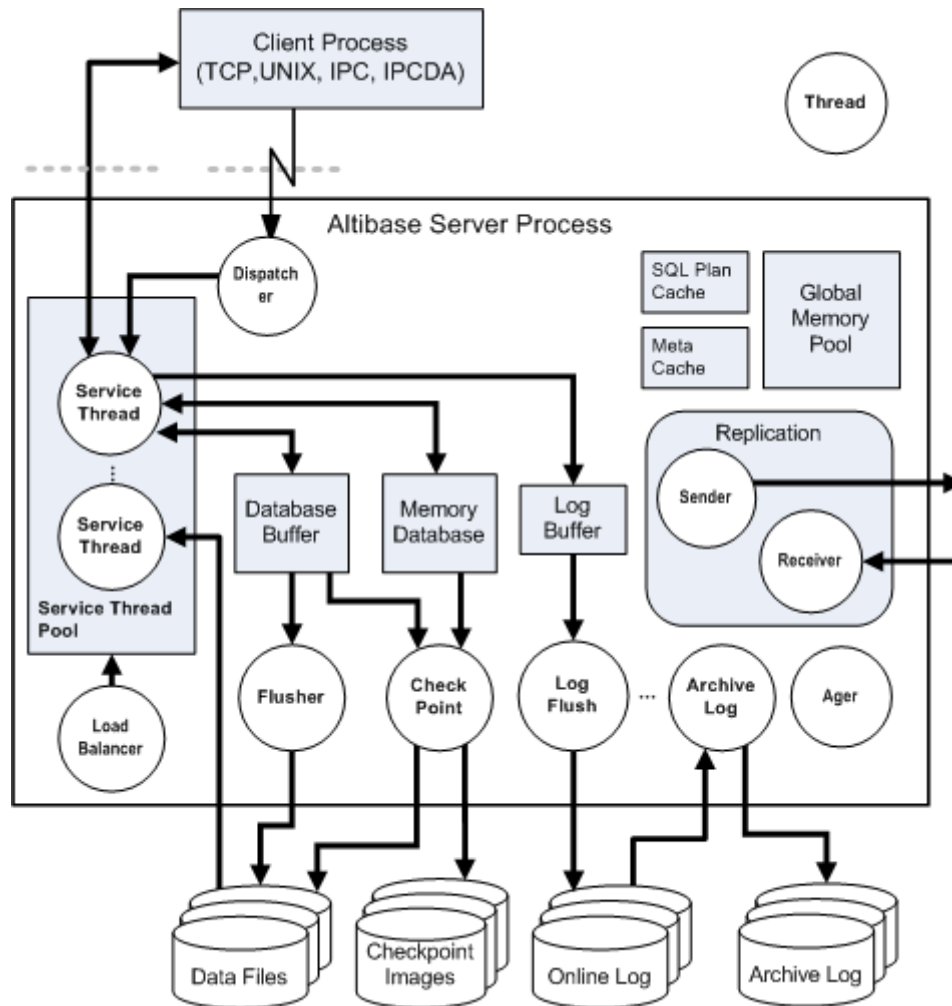 Client Process
(TCP,UNIX, IPC, IPCDA)
Thread
Altibase Server Process
Dispatch
er
SQL Plan
Cache
Global
Memory
Pool
Meta
Cache
Service
Thread
Replication
Sender
Database
Buffer
Memory
Database
Log
Buffer
Service
Thread
Receiver
Service Thread
Pool
Flusher
Check
Point
Log
Flush
...
Archive
Log
Ager
Load
Balancer
Data Files
Checkpoint
Images
Online Log
Archive Log